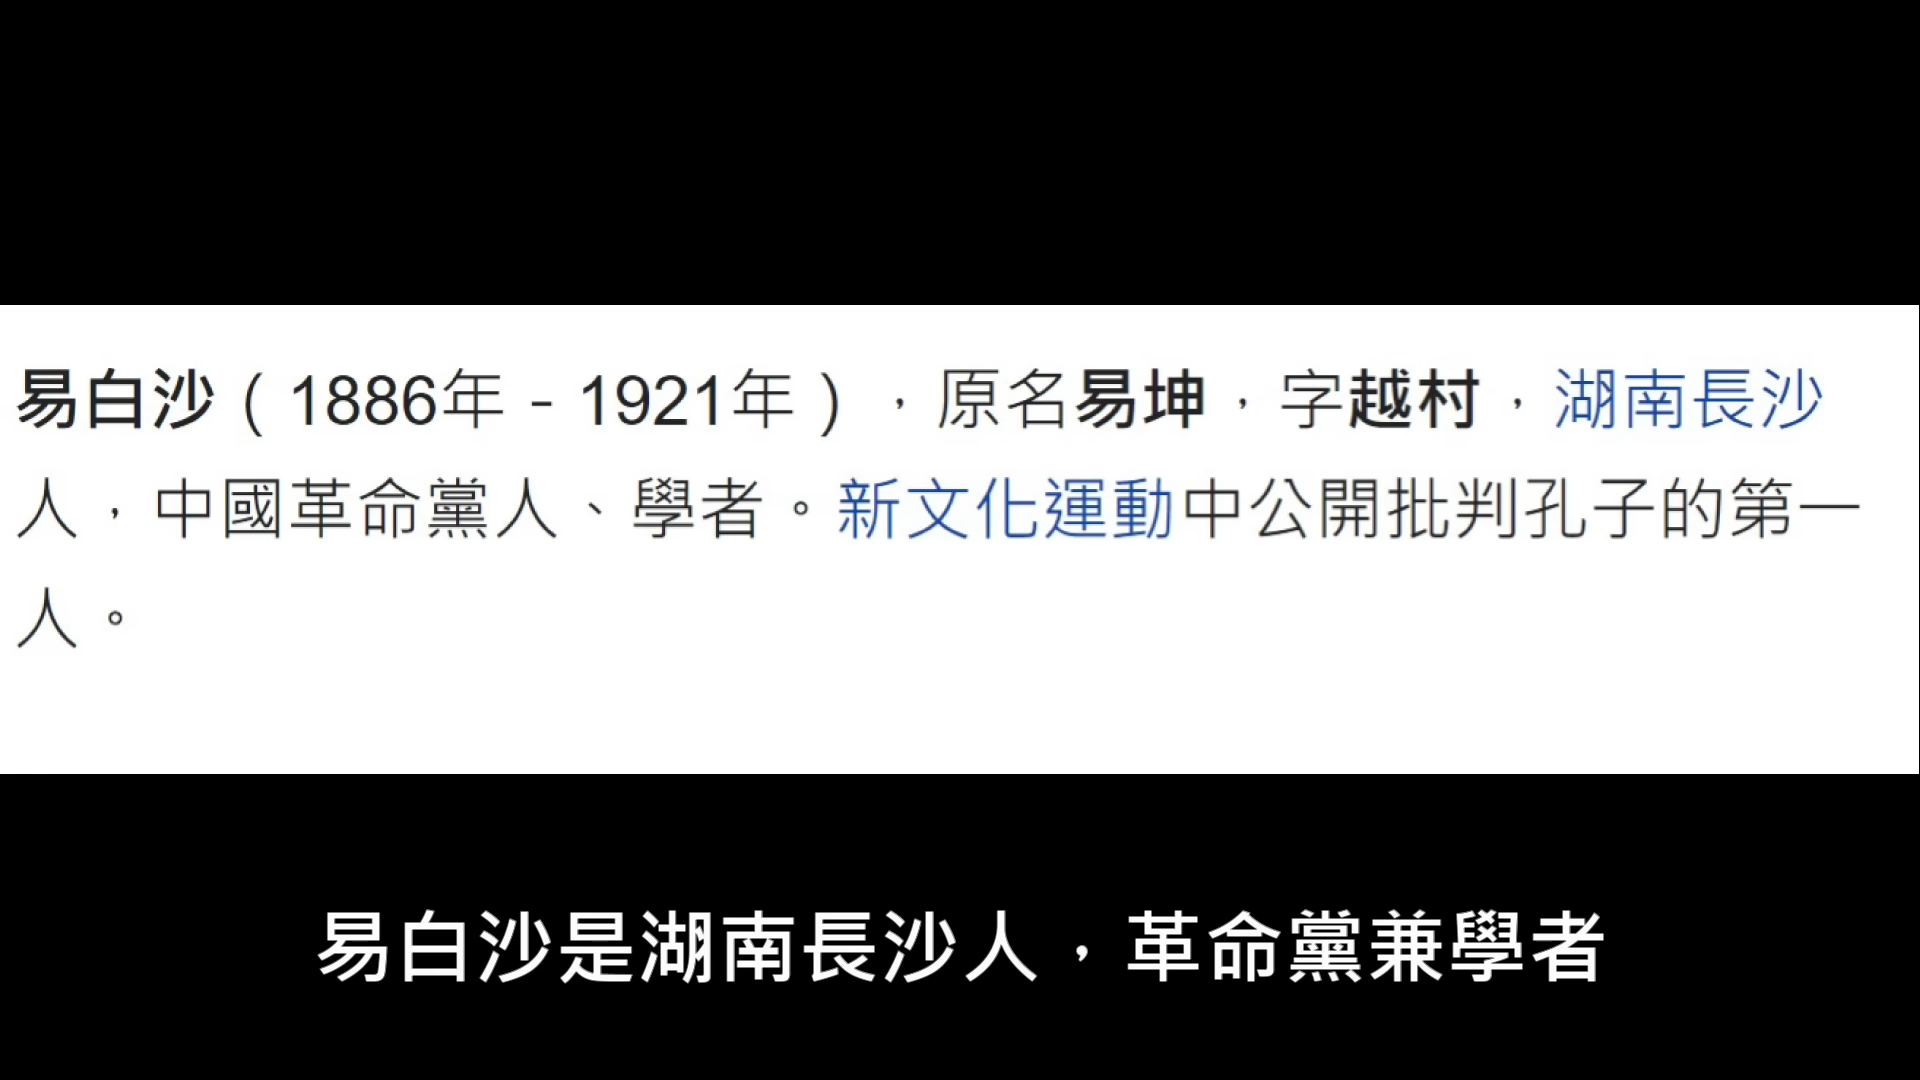 易白沙（1886年－1921年），原名易坤，字越村，湖南長沙
人，中國革命黨人、學者。新文化運動中公開批判孔子的第一
人。
易白沙是湖南長沙人，革命黨兼學者